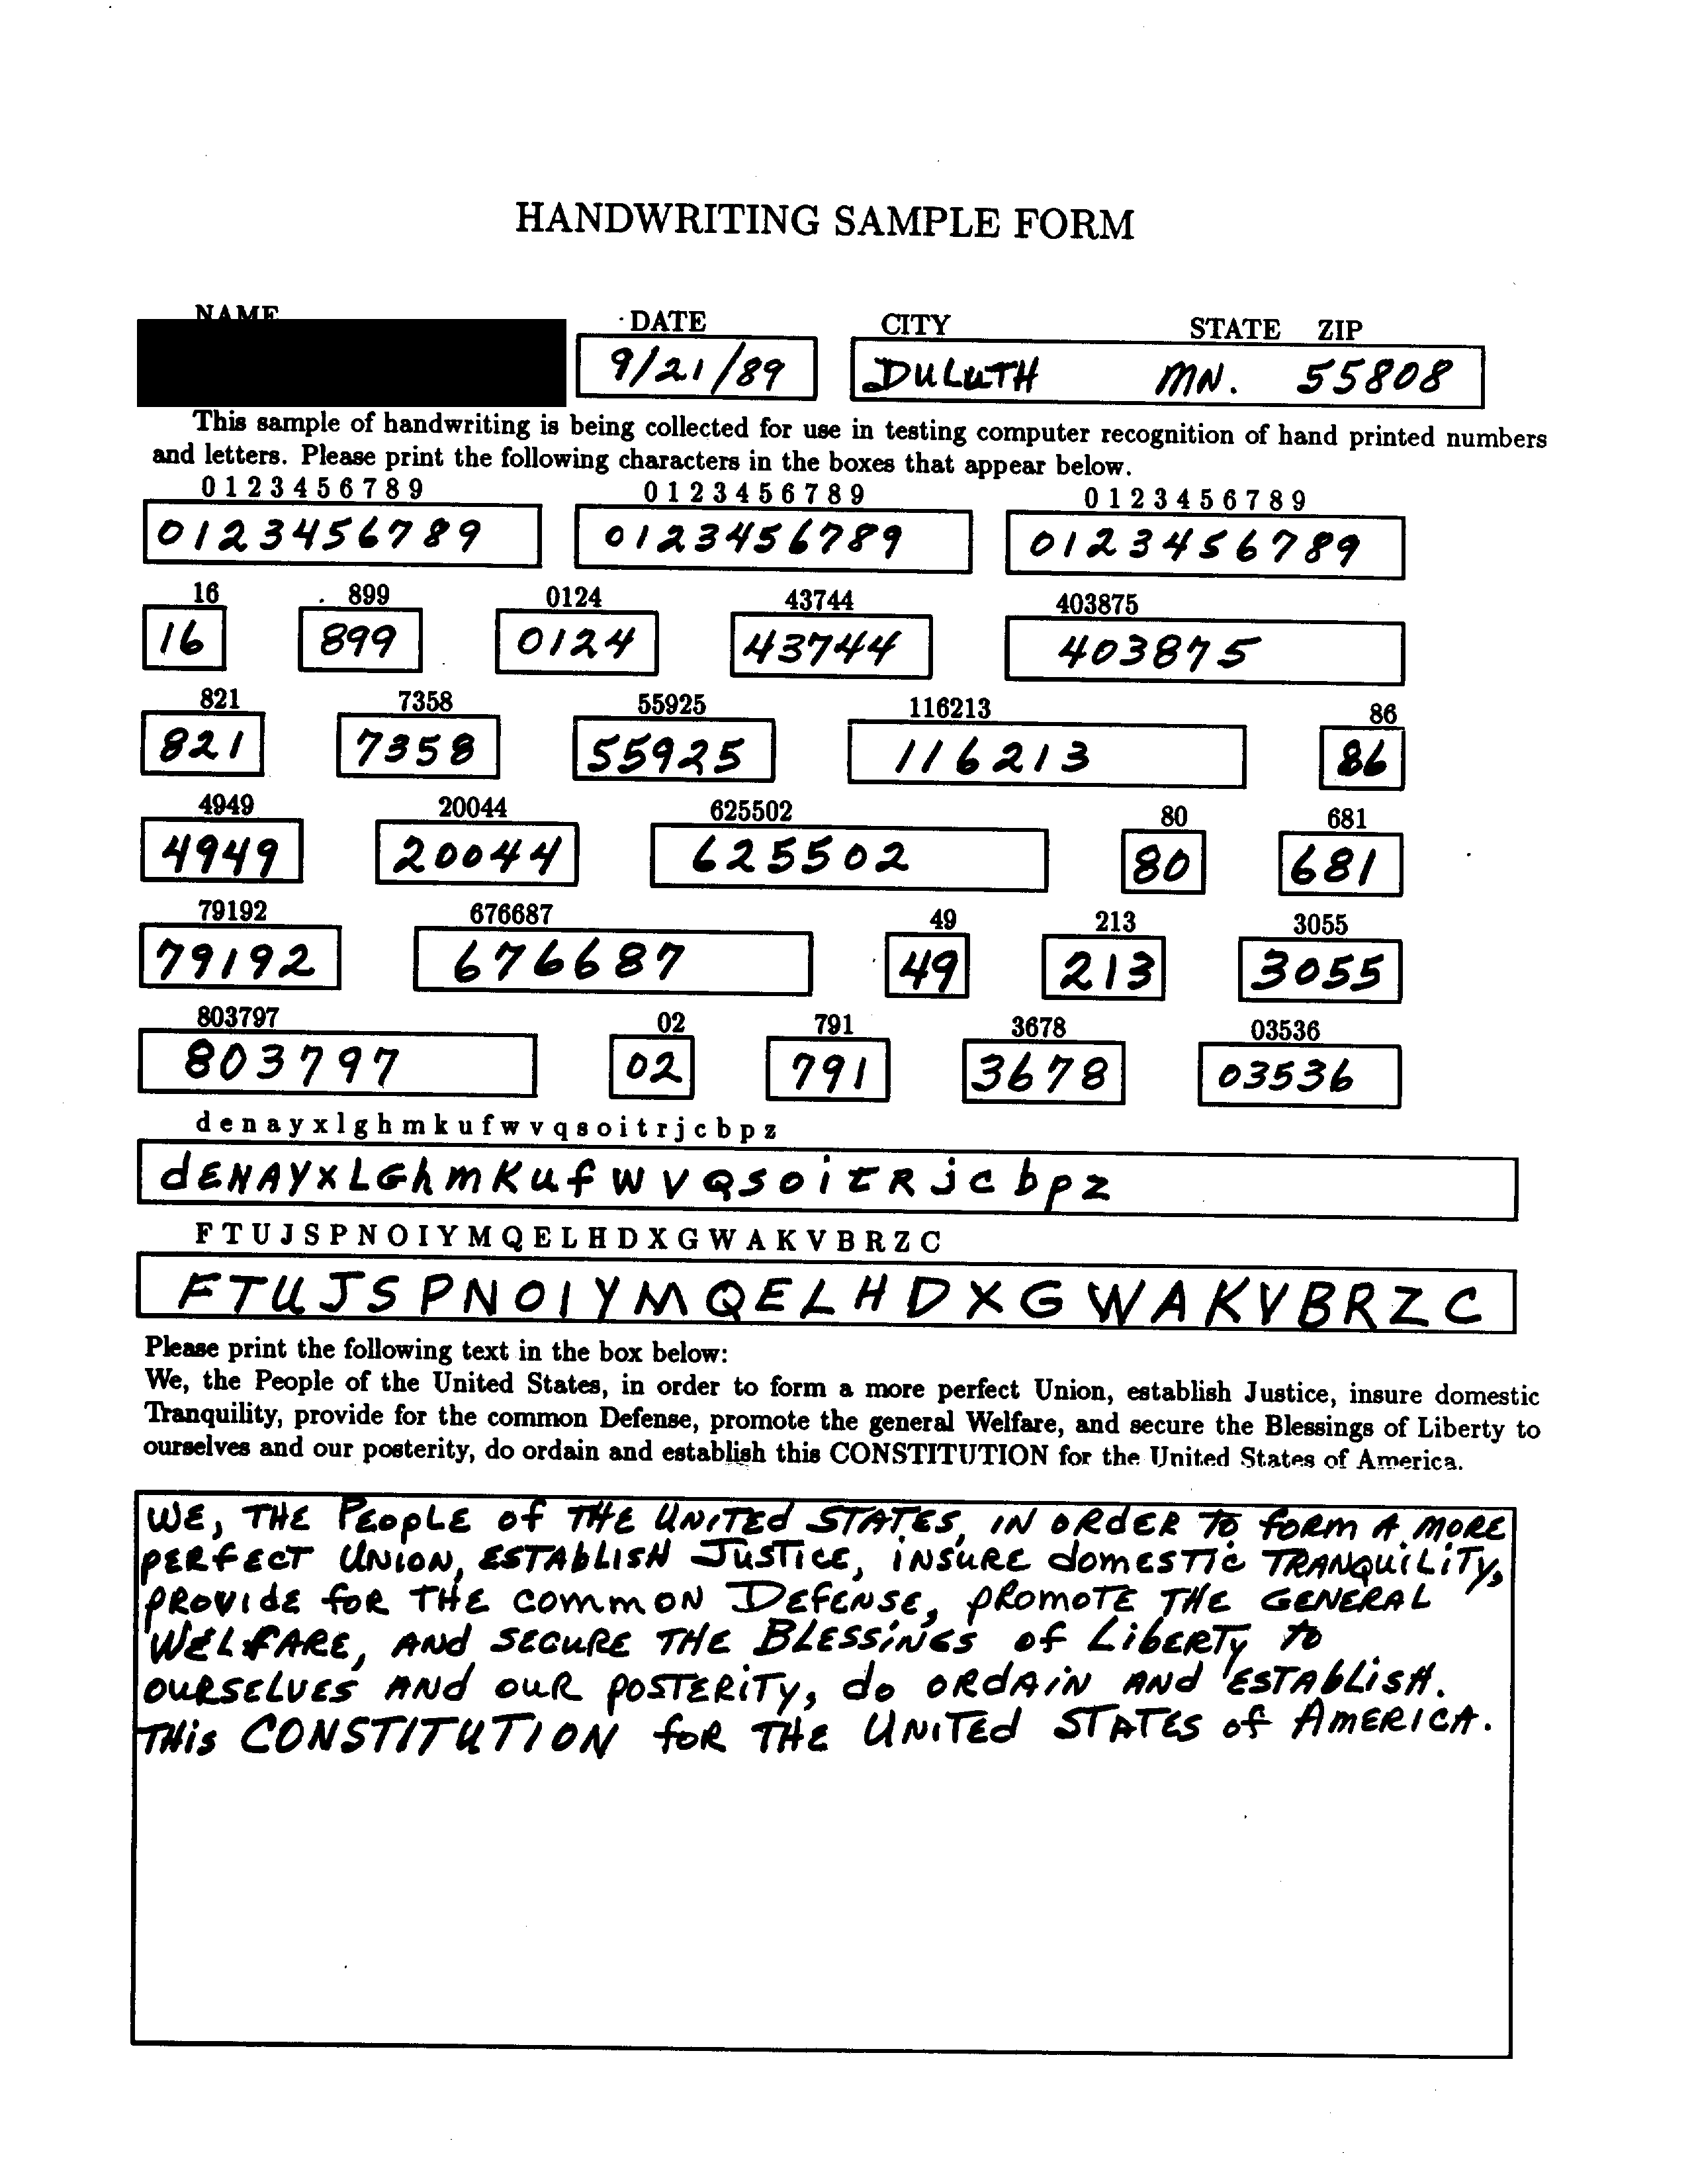 HANDWRITING SAMPLE FORM
NAME DATE CITY STATE ZIP
9/21/89 DULUTH MN. 55808
This sample of handwriting is being collected for use in testing computer recognition of hand printed numbers
and letters. Please print the following characters in the boxes that appear below.
0 1 2 3 4 5 6 7 8 9 0 1 2 3 4 5 6 7 8 9 0 1 2 3 4 5 6 7 8 9
0123456789 0123456789 0123456789
16 899 0124 43744 403875
16 899 0124 43744 403875
821 7358 55925 116213 86
821 7358 55925 116213 86
4949 20044 625502 80 681
4949 20044 625502 80 681
79192 676687 49 213 3055
79192 676687 49 213 3055
803797 02 791 3678 03536
803797 02 791 3678 03536
d e n a y x l g h m k u f w v q s o i t r j c b p z
dENAYxLGhmKufwVQSOitRjcbpz
F T U J S P N O I Y M Q E L H D X G W A K V B R Z C
FTUJSPNOIYMQELHDXGWAKVBRZC
Please print the following text in the box below:
We, the People of the United States, in order to form a more perfect Union, establish Justice, insure domestic
Tranquility, provide for the common Defense, promote the general Welfare, and secure the Blessings of Liberty to
ourselves and our posterity, do ordain and establish this CONSTITUTION for the United States of America.
WE, THE PEOpLE of THE UNiTEd STATES, IN ORdER TO fORM A MORE
PERfECT UNION, ESTAbLISH JUSTICE, iNSURE domESTic TRANQUiLiTY,
PROVIdE foR THE commON DEfENSE, PROMOTE THE GENERAL
WELFARE, ANd SECURE THE BLESSiNGS of LibERTY TO
OURSELVES ANd OUR POSTERiTY, do ORdAiN ANd ESTAbLiSH.
THiS CONSTITUTION foR THE UNiTEd STATES of AMERICA.